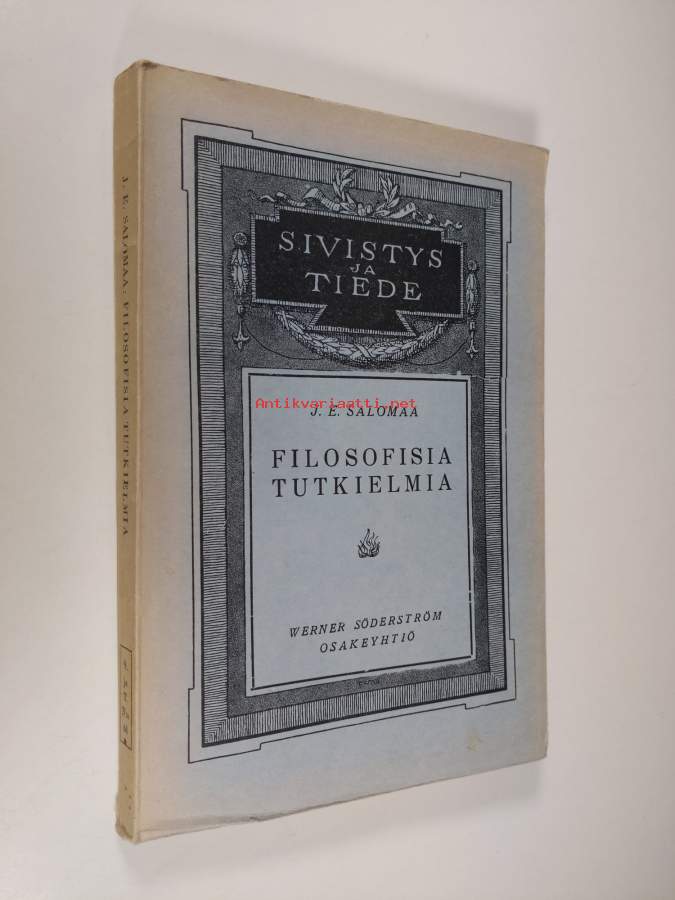 J. E. SALOMAA: FILOSOFISIA TUTKIELMIA
SIVISTYS
JA
TIEDE
Antikvariaatti.net
J. E. SALOMAA
FILOSOFISIA
TUTKIELMIA
WERNER SÖDERSTRÖM
OSAKEYHTIÖ